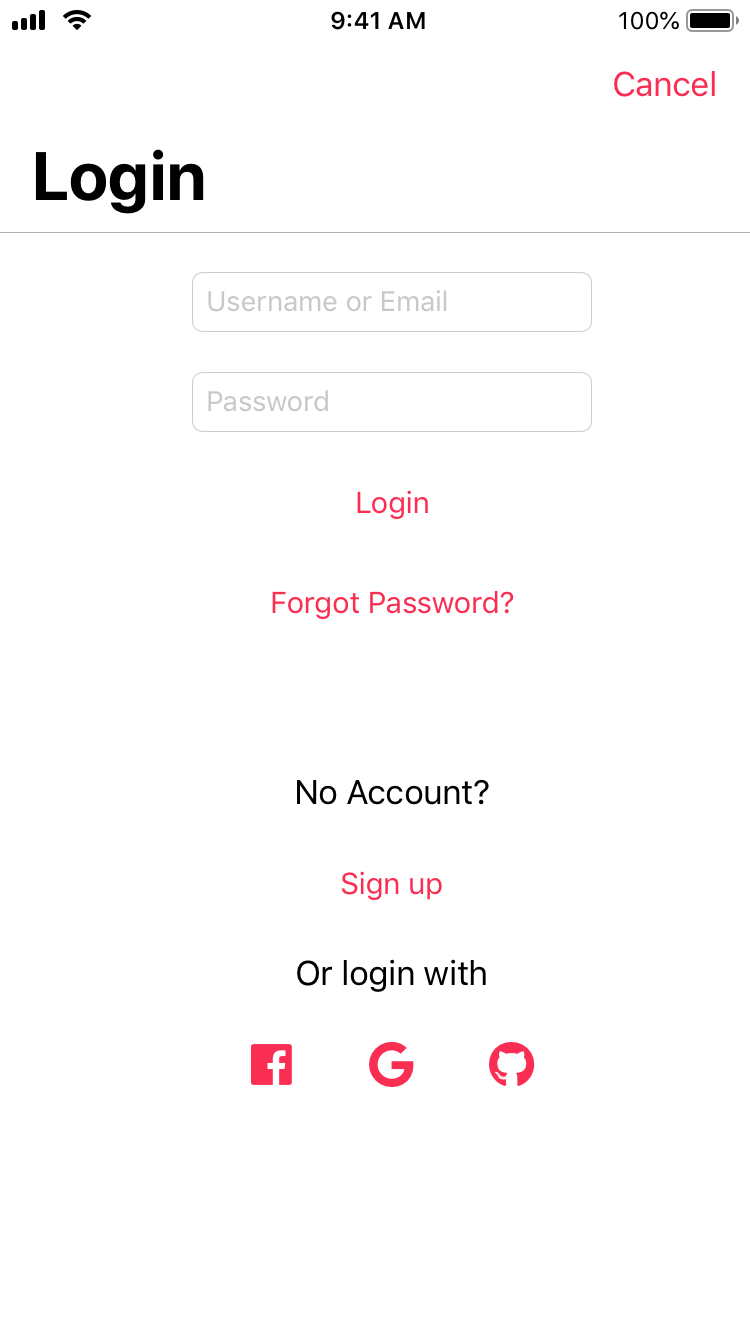 9:41 AM 100%
Cancel
Login
Username or Email
Password
Login
Forgot Password?
No Account?
Sign up
Or login with